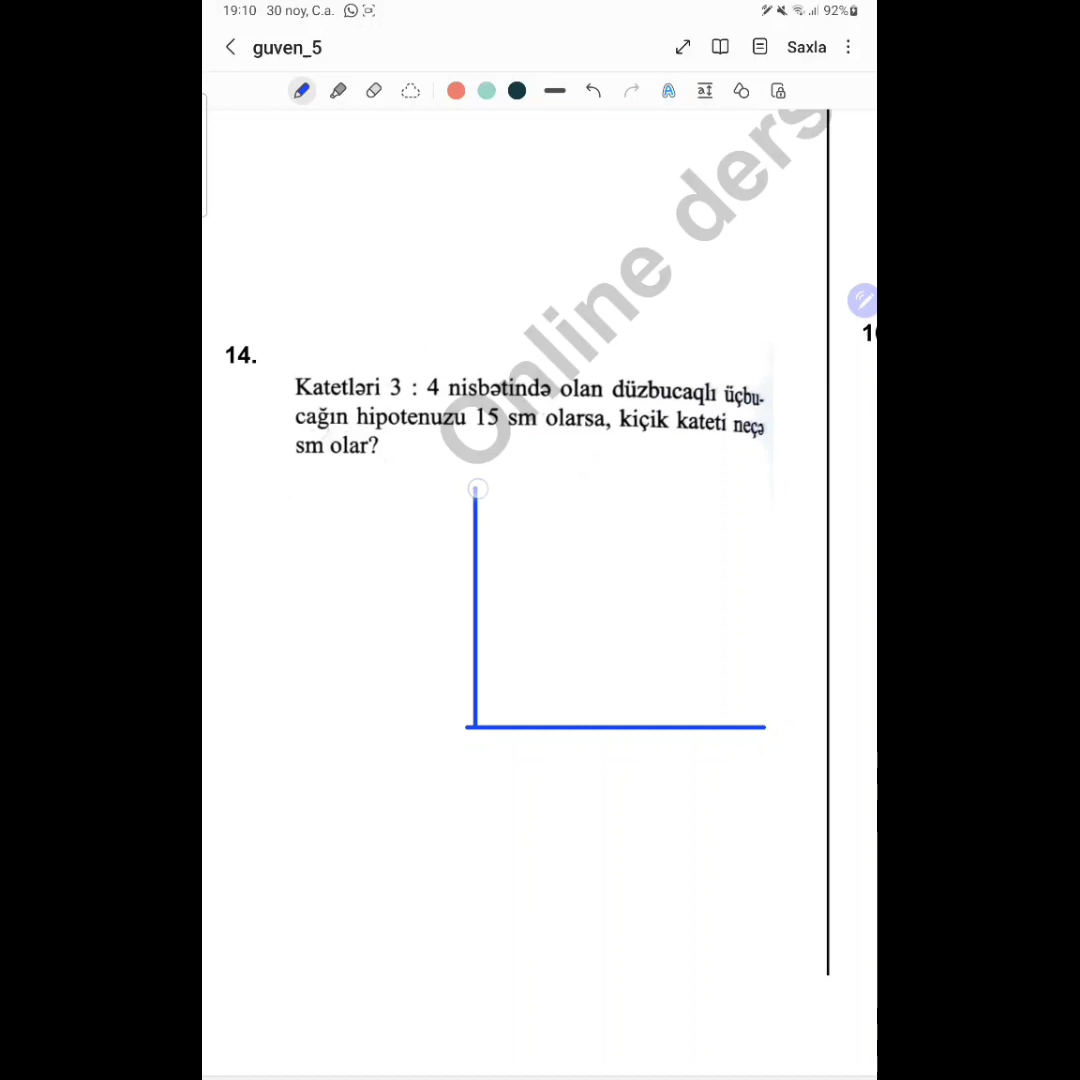 19:10 30 noy, C.a. 92%
guven_5 Saxla
Online ders
14.
Katetləri 3 : 4 nisbətində olan düzbucaqlı üçbu-
cağın hipotenuzu 15 sm olarsa, kiçik kateti neçə
sm olar?